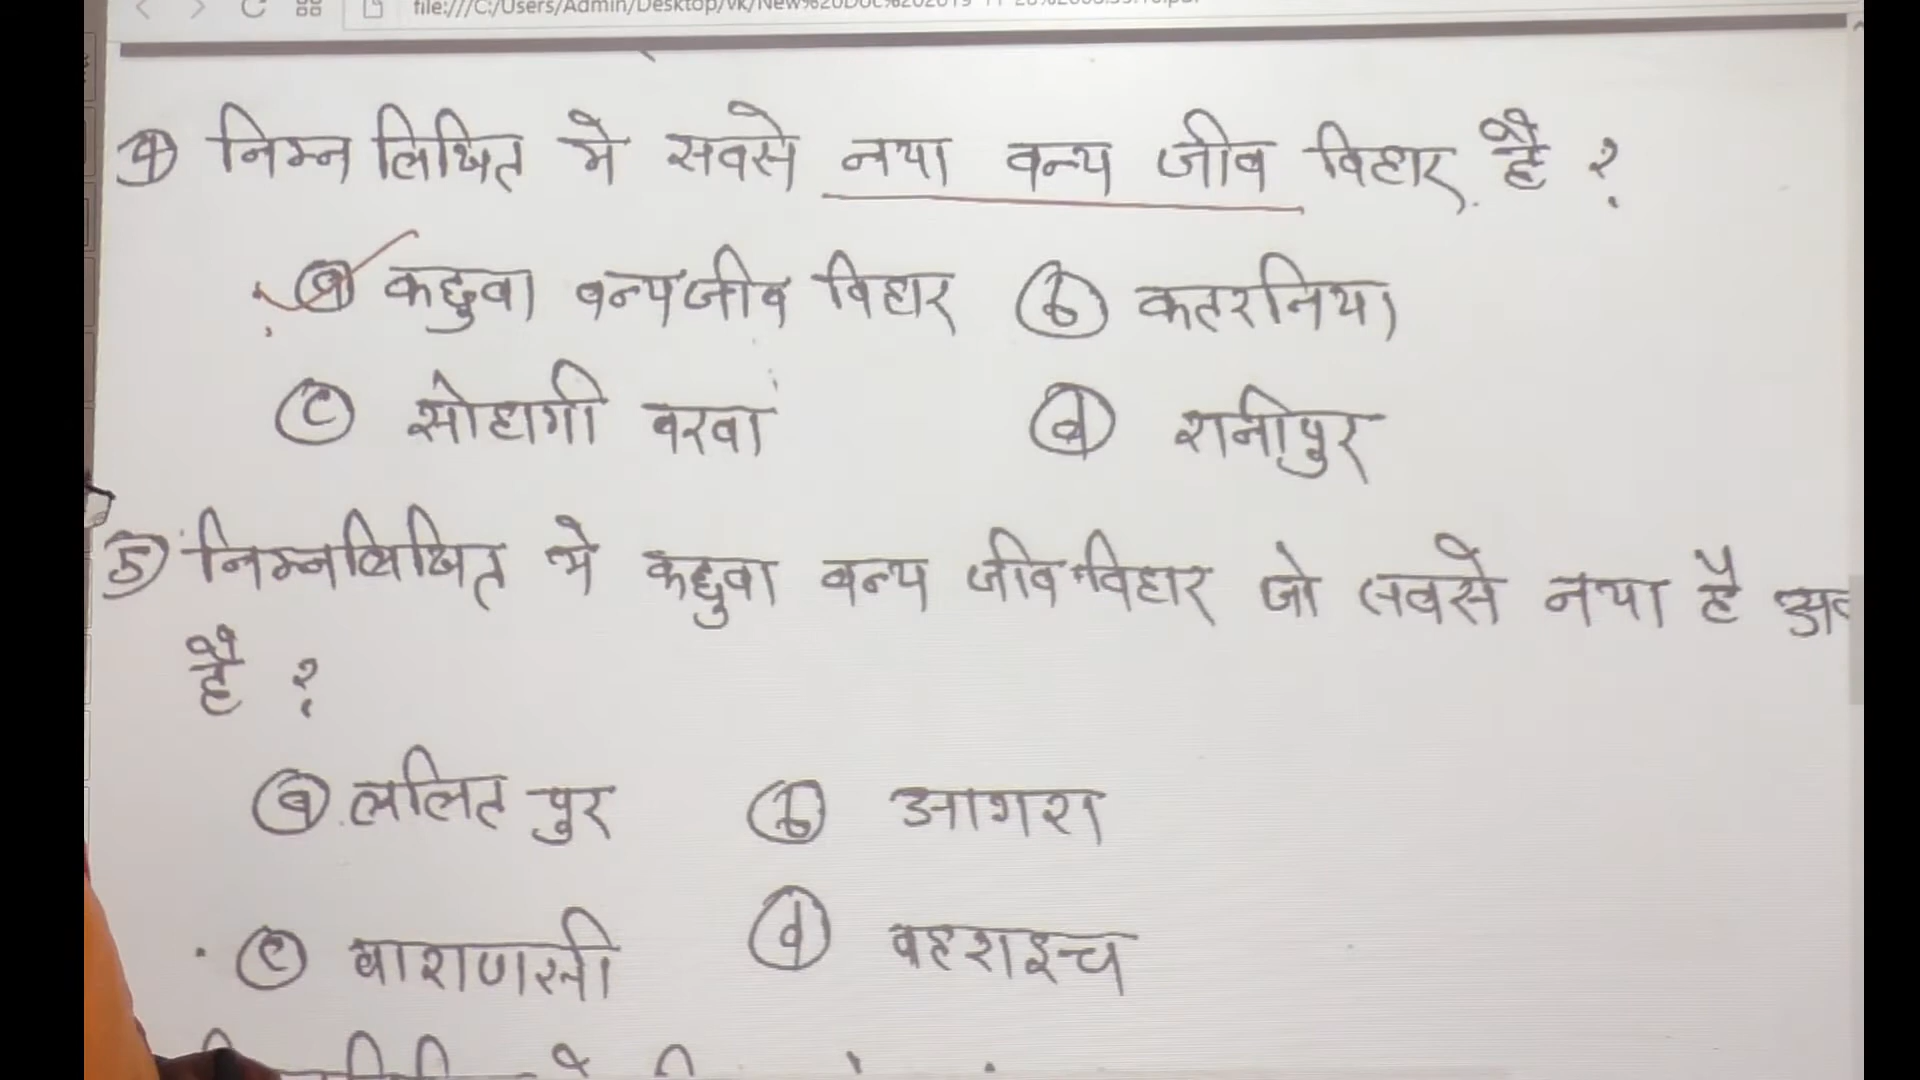 ④ निम्न लिखित मे सबसे नया वन्य जीव विहार है ?
ⓐ कछुवा वन्यजीव विहार ⓑ कतरनिया
ⓒ सोहागी बरवा ⓓ रानीपुर
⑤ निम्नलिखित मे कछुवा वन्य जीव विहार जो सबसे नया है
है ?
ⓐ ललितपुर ⓑ आगरा
ⓒ वाराणसी ⓓ बहराइच